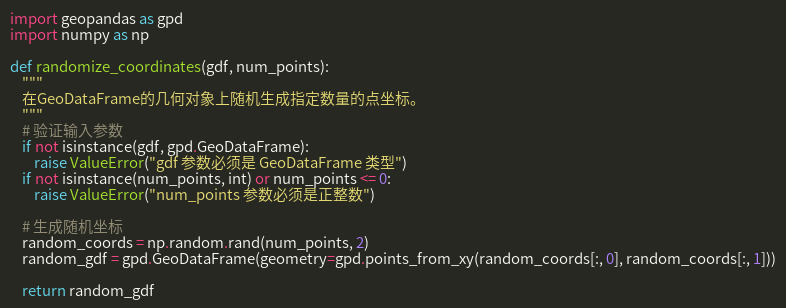 import geopandas as gpd
import numpy as np
def randomize_coordinates(gdf, num_points):
"""
在GeoDataFrame的几何对象上随机生成指定数量的点坐标。
"""
# 验证输入参数
if not isinstance(gdf, gpd.GeoDataFrame):
raise ValueError("gdf 参数必须是 GeoDataFrame 类型")
if not isinstance(num_points, int) or num_points <= 0:
raise ValueError("num_points 参数必须是正整数")
# 生成随机坐标
random_coords = np.random.rand(num_points, 2)
random_gdf = gpd.GeoDataFrame(geometry=gpd.points_from_xy(random_coords[:, 0], random_coords[:, 1]))
return random_gdf